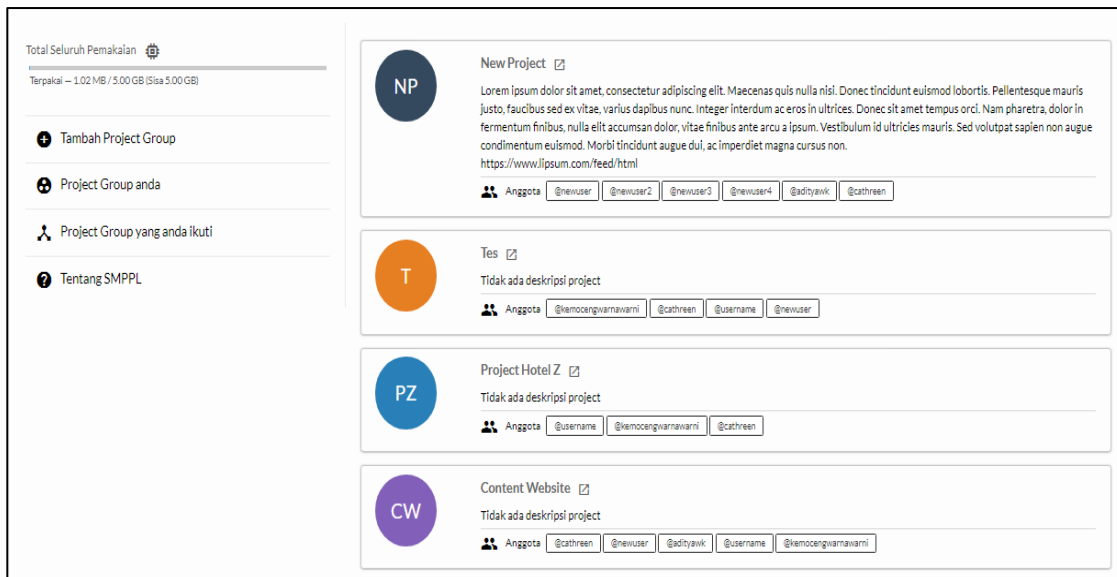 Total Seluruh Pemakaian
Terpakai — 1.02 MB / 5.00 GB (Sisa 5.00 GB)
Tambah Project Group
Project Group anda
Project Group yang anda ikuti
Tentang SMPPL
NP
New Project
Lorem ipsum dolor sit amet, consectetur adipiscing elit. Maecenas quis nulla nisi. Donec tincidunt euismod lobortis. Pellentesque mauris
justo, faucibus sed ex vitae, varius dapibus nunc. Integer interdum ac eros in ultrices. Donec sit amet tempus orci. Nam pharetra, dolor in
fermentum finibus, nulla elit accumsan dolor, vitae finibus ante arcu a ipsum. Vestibulum id ultricies mauris. Sed volutpat sapien non augue
condimentum euismod. Morbi tincidunt augue dui, ac imperdiet magna cursus non.
https://www.lipsum.com/feed/html
Anggota @newuser @newuser2 @newuser3 @newuser4 @adityawk @cathreen
T
Tes
Tidak ada deskripsi project
Anggota @kemocengwarnawarni @cathreen @username @newuser
PZ
Project Hotel Z
Tidak ada deskripsi project
Anggota @username @kemocengwarnawarni @cathreen
CW
Content Website
Tidak ada deskripsi project
Anggota @cathreen @newuser @adityawk @username @kemocengwarnawarni